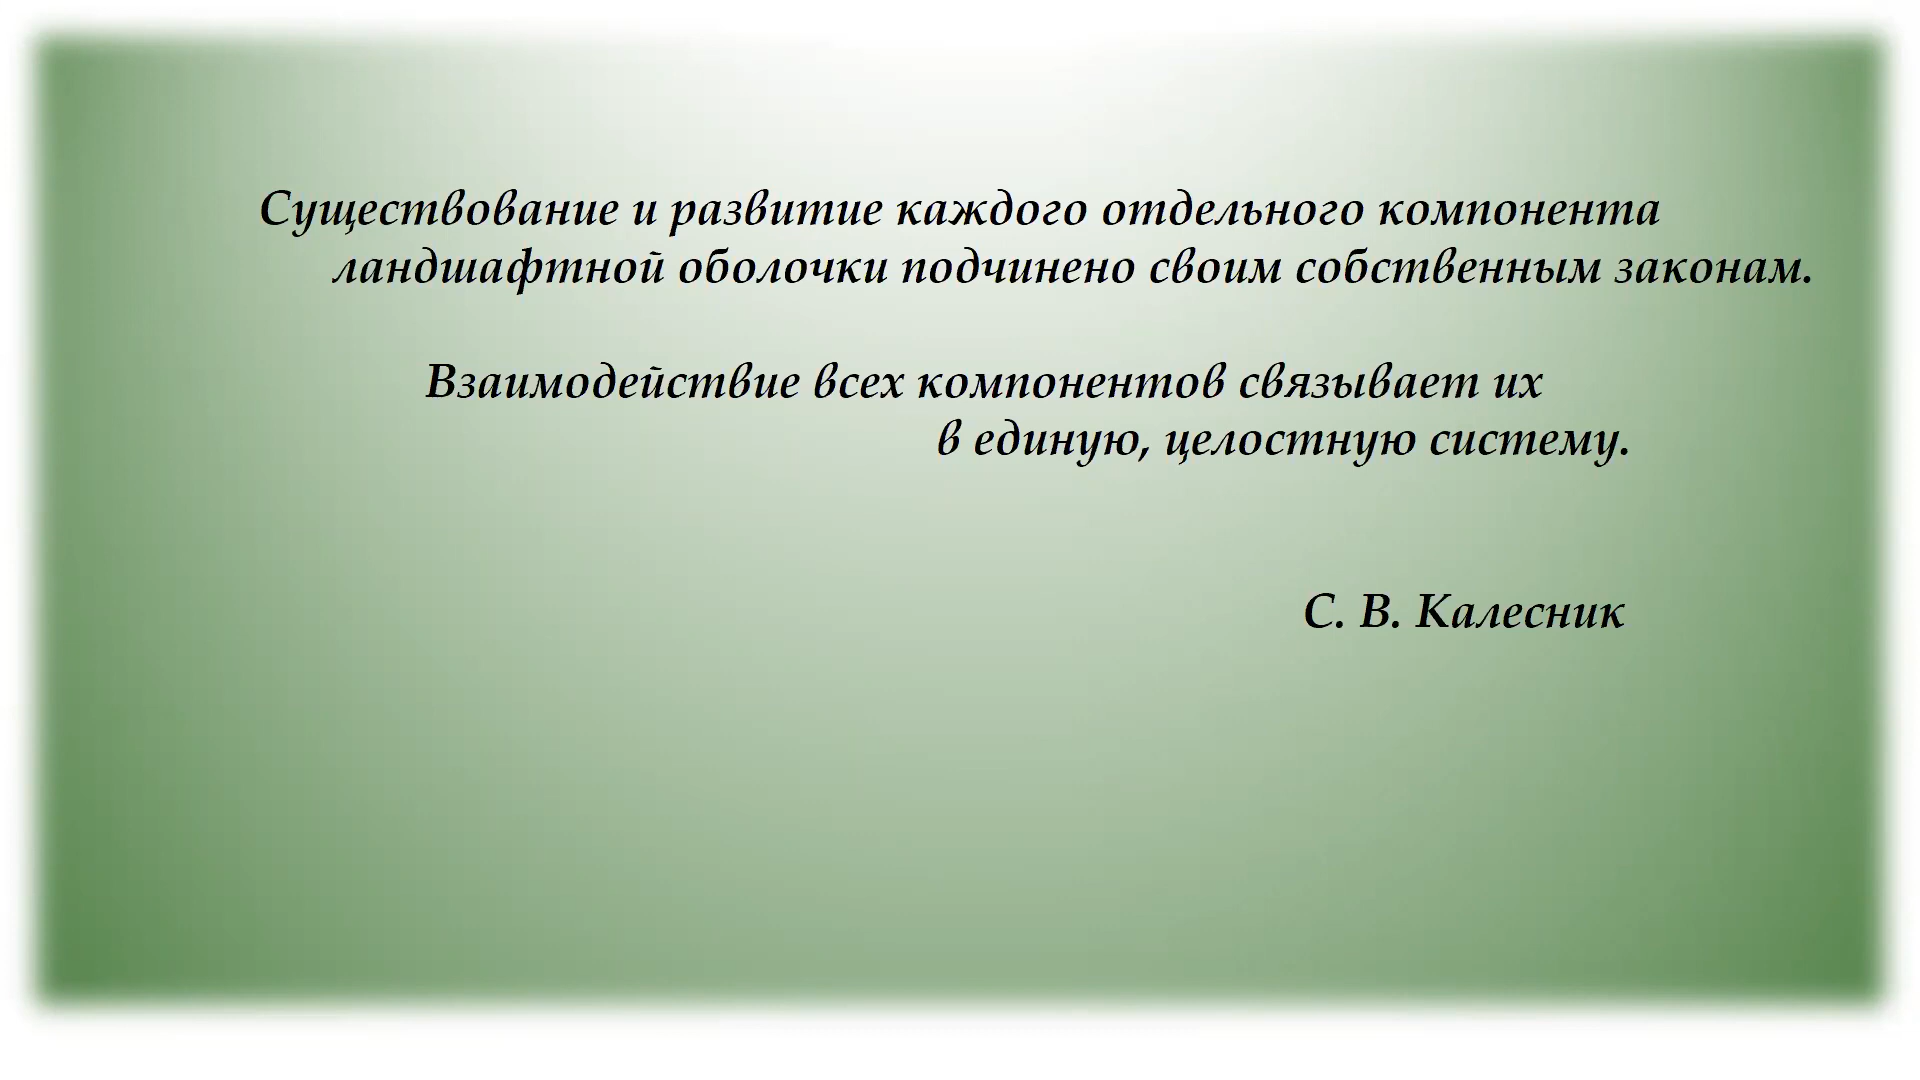 Существование и развитие каждого отдельного компонента
ландшафтной оболочки подчинено своим собственным законам.
Взаимодействие всех компонентов связывает их
в единую, целостную систему.
С. В. Калесник